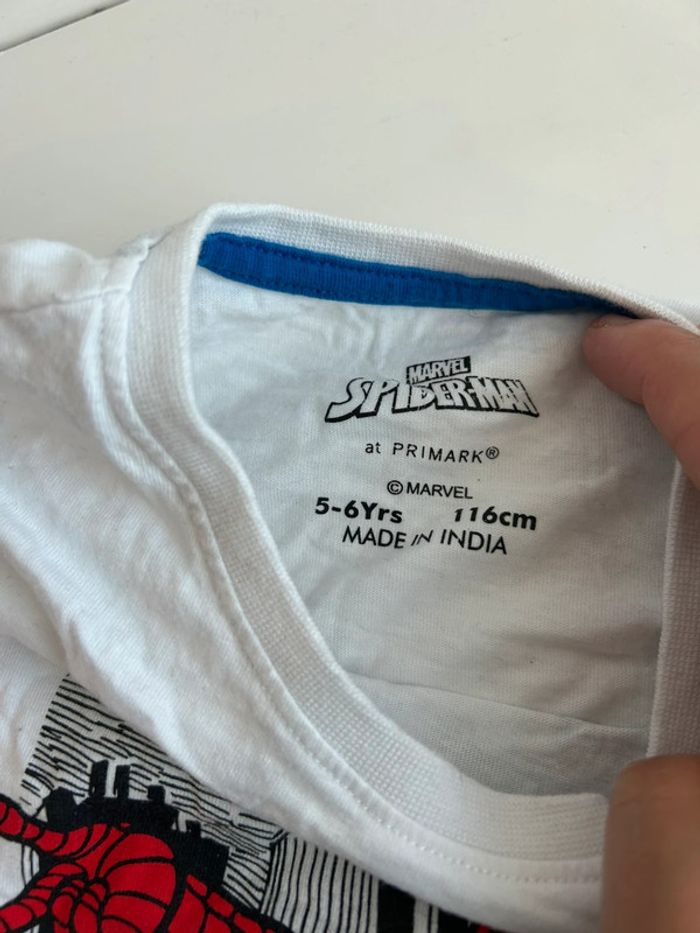 MARVEL
SPIDER-MAN
at PRIMARK®
© MARVEL
5-6Yrs 116cm
MADE IN INDIA